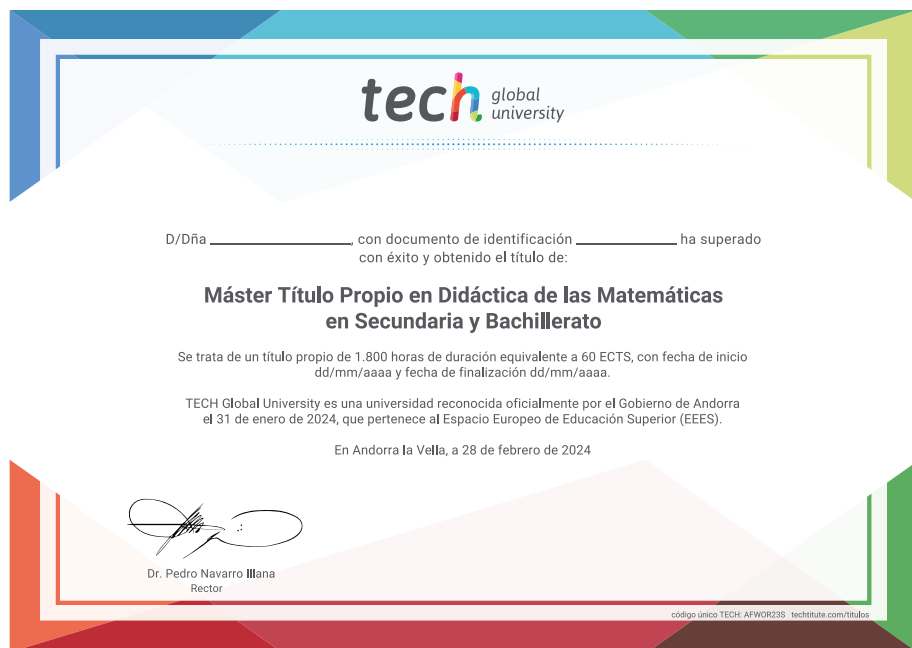 tech global university
D/Dña ____________, con documento de identificación ____________ ha superado
con éxito y obtenido el título de:
Máster Título Propio en Didáctica de las Matemáticas
en Secundaria y Bachillerato
Se trata de un título propio de 1.800 horas de duración equivalente a 60 ECTS, con fecha de inicio
dd/mm/aaaa y fecha de finalización dd/mm/aaaa.
TECH Global University es una universidad reconocida oficialmente por el Gobierno de Andorra
el 31 de enero de 2024, que pertenece al Espacio Europeo de Educación Superior (EEES).
En Andorra la Vella, a 28 de febrero de 2024
Dr. Pedro Navarro Illana
Rector
código único TECH: AFWOR23S techtitute.com/titulos